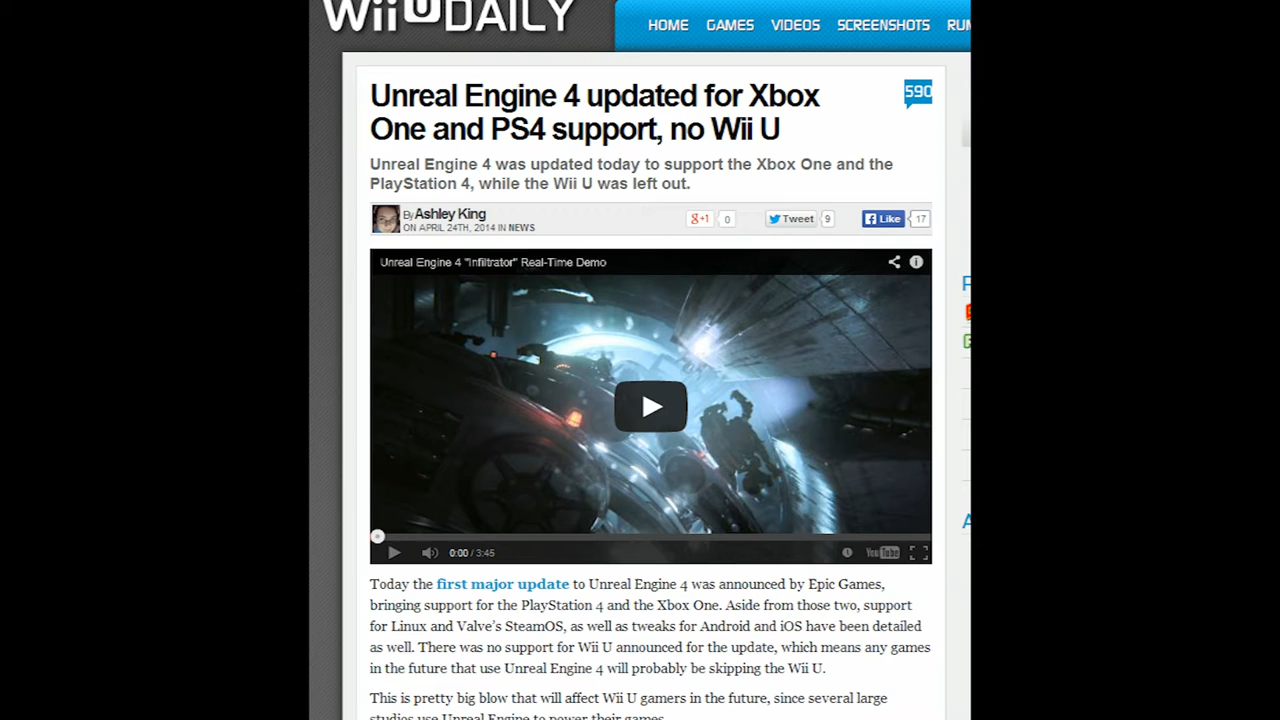 Wii U DAILY
HOME GAMES VIDEOS SCREENSHOTS
Unreal Engine 4 updated for Xbox
One and PS4 support, no Wii U
590
Unreal Engine 4 was updated today to support the Xbox One and the
PlayStation 4, while the Wii U was left out.
By Ashley King
ON APRIL 24TH, 2014 IN NEWS
g+1 0 Tweet 9 Like 17
Unreal Engine 4 "Infiltrator" Real-Time Demo
0:00 / 3:45
YouTube
Today the first major update to Unreal Engine 4 was announced by Epic Games,
bringing support for the PlayStation 4 and the Xbox One. Aside from those two, support
for Linux and Valve's SteamOS, as well as tweaks for Android and iOS have been detailed
as well. There was no support for Wii U announced for the update, which means any games
in the future that use Unreal Engine 4 will probably be skipping the Wii U.
This is pretty big blow that will affect Wii U gamers in the future, since several large
studios use Unreal Engine to power their games.